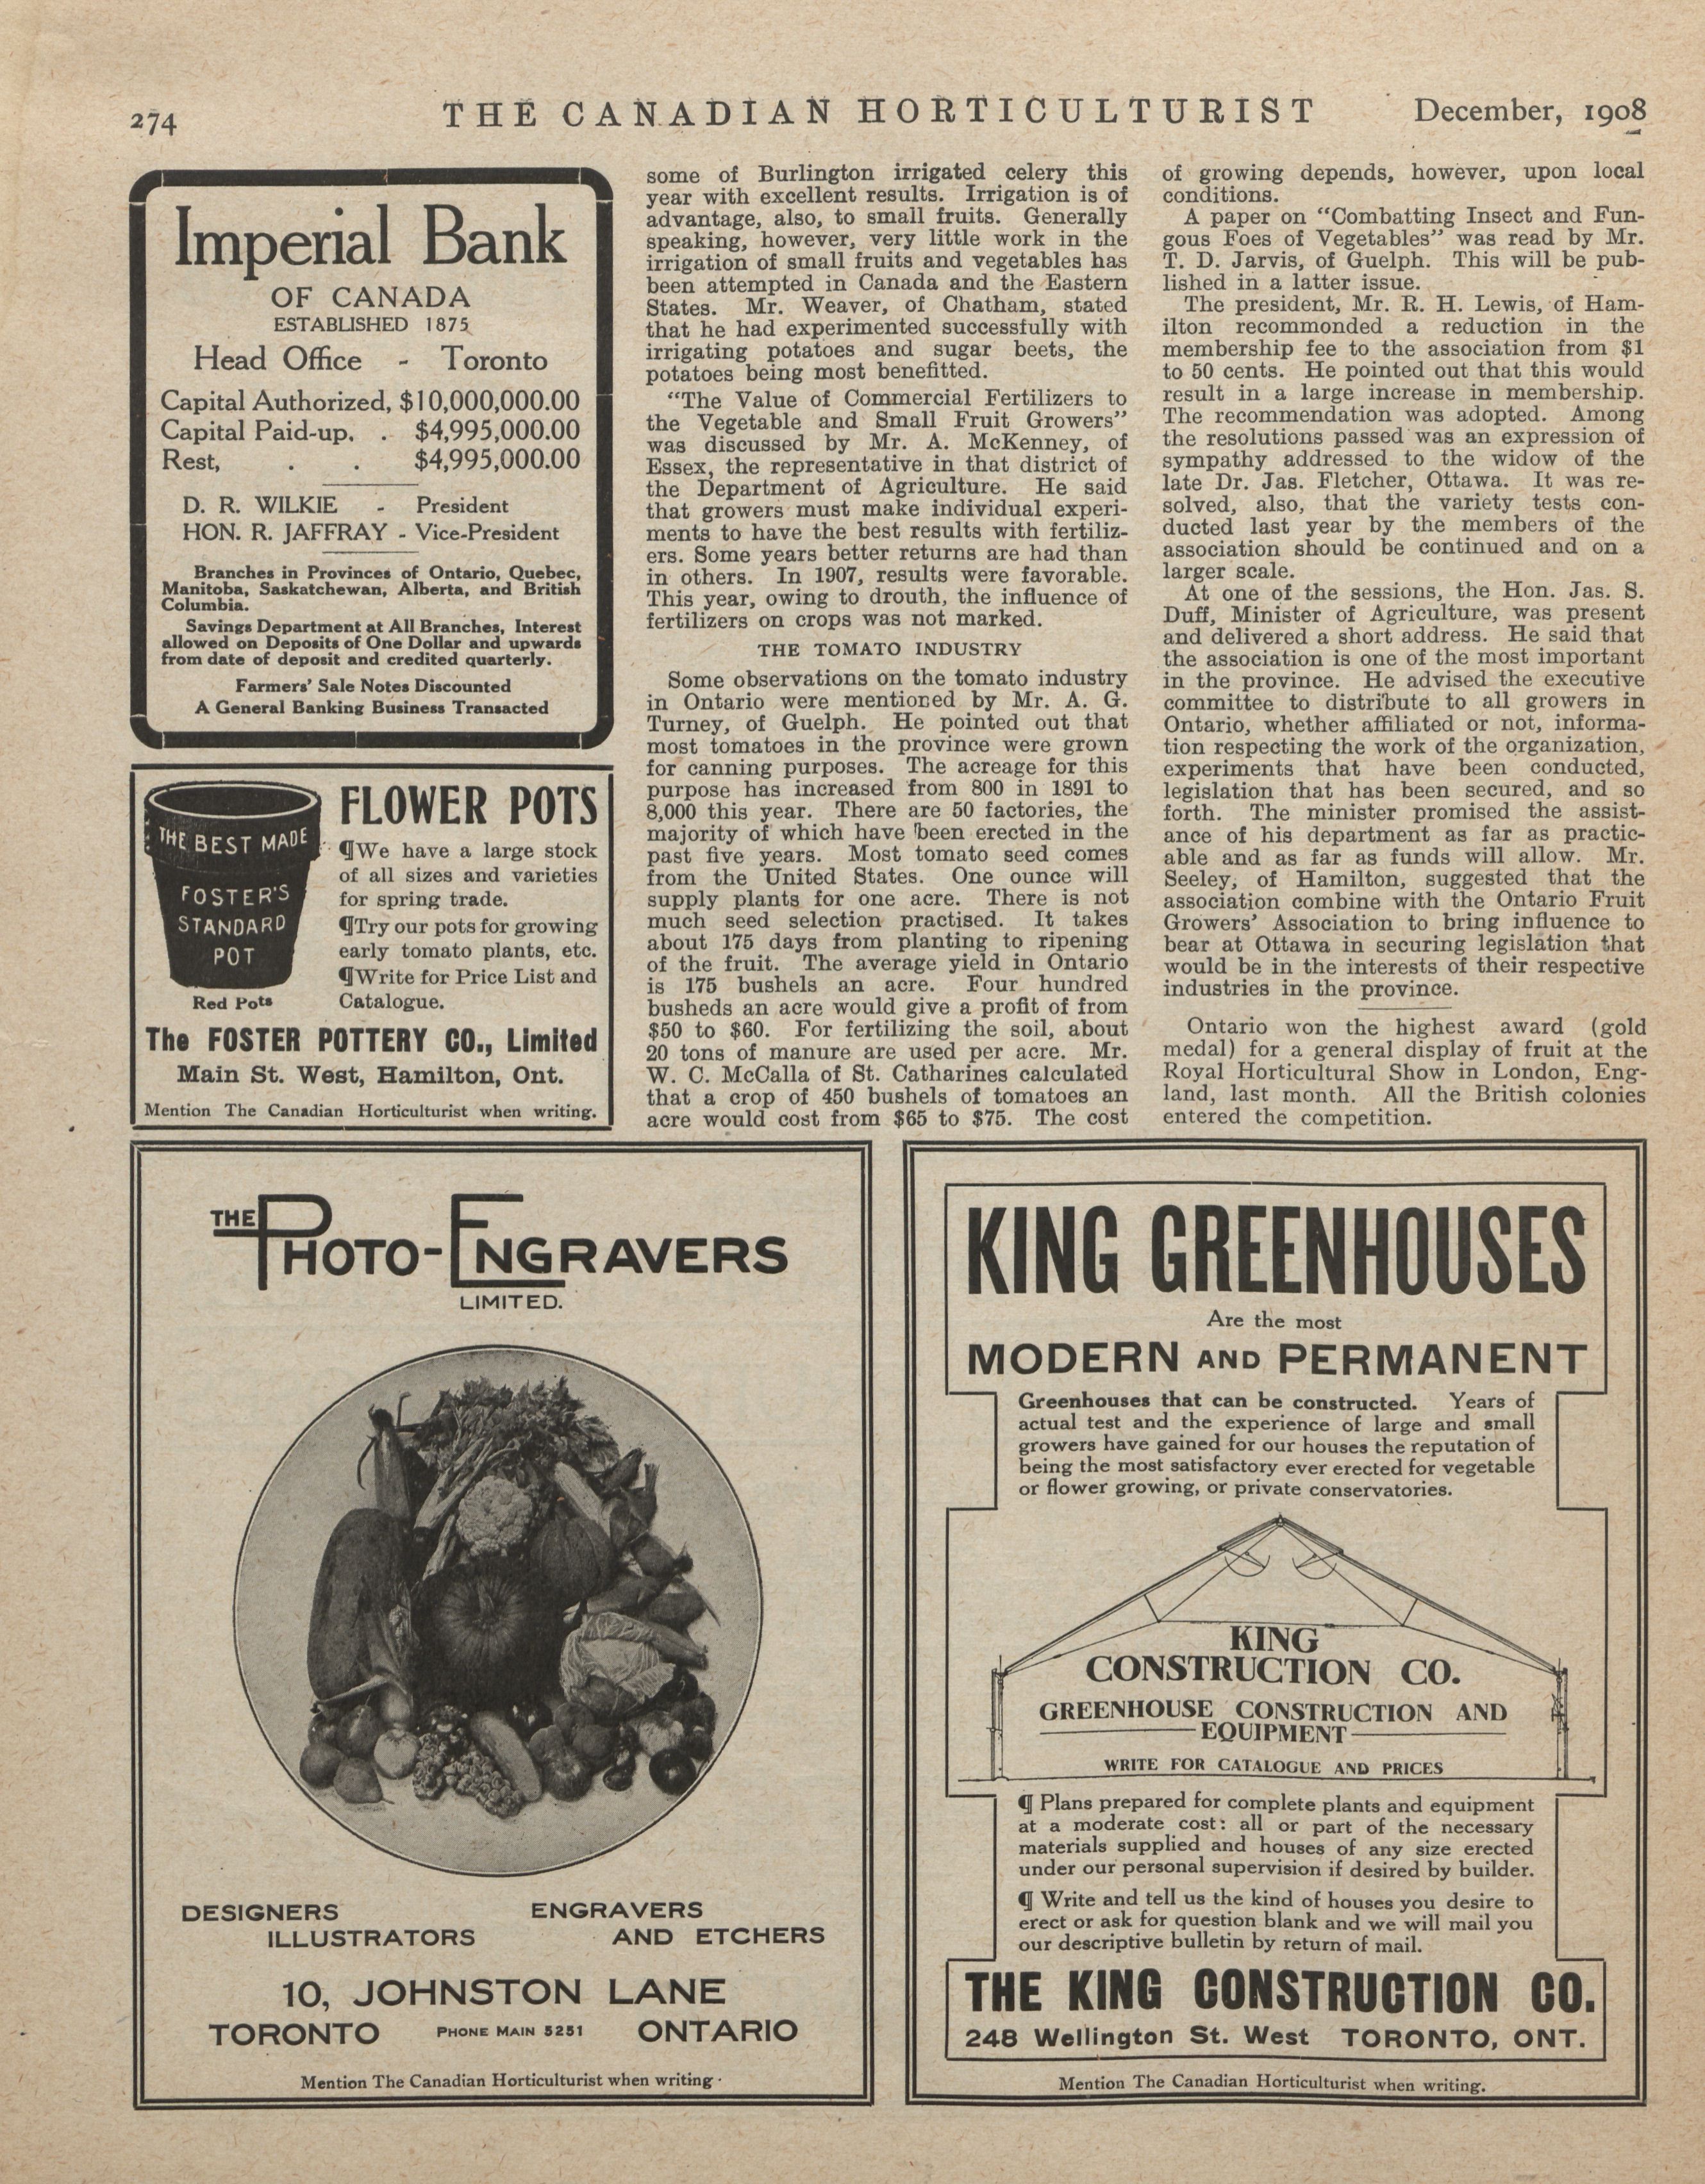 274
THE CANADIAN HORTICULTURIST
December, 1908
Imperial Bank
OF CANADA
ESTABLISHED 1875
Head Office - Toronto
Capital Authorized, $10,000,000.00
Capital Paid-up. . $4,995,000.00
Rest, . . $4,995,000.00
D. R. WILKIE - President
HON. R. JAFFRAY - Vice-President
Branches in Provinces of Ontario, Quebec,
Manitoba, Saskatchewan, Alberta, and British
Columbia.
Savings Department at All Branches, Interest
allowed on Deposits of One Dollar and upwards
from date of deposit and credited quarterly.
Farmers' Sale Notes Discounted
A General Banking Business Transacted
THE BEST MADE
FOSTER'S
STANDARD
POT
Red Pots
FLOWER POTS
¶We have a large stock
of all sizes and varieties
for spring trade.
¶Try our pots for growing
early tomato plants, etc.
¶Write for Price List and
Catalogue.
The FOSTER POTTERY CO., Limited
Main St. West, Hamilton, Ont.
Mention The Canadian Horticulturist when writing.
some of Burlington irrigated celery this
year with excellent results. Irrigation is of
advantage, also, to small fruits. Generally
speaking, however, very little work in the
irrigation of small fruits and vegetables has
been attempted in Canada and the Eastern
States. Mr. Weaver, of Chatham, stated
that he had experimented successfully with
irrigating potatoes and sugar beets, the
potatoes being most benefitted.
"The Value of Commercial Fertilizers to
the Vegetable and Small Fruit Growers"
was discussed by Mr. A. McKenney, of
Essex, the representative in that district of
the Department of Agriculture. He said
that growers must make individual experi-
ments to have the best results with fertiliz-
ers. Some years better returns are had than
in others. In 1907, results were favorable.
This year, owing to drouth, the influence of
fertilizers on crops was not marked.
THE TOMATO INDUSTRY
Some observations on the tomato industry
in Ontario were mentioned by Mr. A. G.
Turney, of Guelph. He pointed out that
most tomatoes in the province were grown
for canning purposes. The acreage for this
purpose has increased from 800 in 1891 to
8,000 this year. There are 50 factories, the
majority of which have been erected in the
past five years. Most tomato seed comes
from the United States. One ounce will
supply plants for one acre. There is not
much seed selection practised. It takes
about 175 days from planting to ripening
of the fruit. The average yield in Ontario
is 175 bushels an acre. Four hundred
busheds an acre would give a profit of from
$50 to $60. For fertilizing the soil, about
20 tons of manure are used per acre. Mr.
W. C. McCalla of St. Catharines calculated
that a crop of 450 bushels of tomatoes an
acre would cost from $65 to $75. The cost
of growing depends, however, upon local
conditions.
A paper on "Combatting Insect and Fun-
gous Foes of Vegetables" was read by Mr.
T. D. Jarvis, of Guelph. This will be pub-
lished in a latter issue.
The president, Mr. R. H. Lewis, of Ham-
ilton recommonded a reduction in the
membership fee to the association from $1
to 50 cents. He pointed out that this would
result in a large increase in membership.
The recommendation was adopted. Among
the resolutions passed was an expression of
sympathy addressed to the widow of the
late Dr. Jas. Fletcher, Ottawa. It was re-
solved, also, that the variety tests con-
ducted last year by the members of the
association should be continued and on a
larger scale.
At one of the sessions, the Hon. Jas. S.
Duff, Minister of Agriculture, was present
and delivered a short address. He said that
the association is one of the most important
in the province. He advised the executive
committee to distribute to all growers in
Ontario, whether affiliated or not, informa-
tion respecting the work of the organization,
experiments that have been conducted,
legislation that has been secured, and so
forth. The minister promised the assist-
ance of his department as far as practic-
able and as far as funds will allow. Mr.
Seeley, of Hamilton, suggested that the
association combine with the Ontario Fruit
Growers' Association to bring influence to
bear at Ottawa in securing legislation that
would be in the interests of their respective
industries in the province.
Ontario won the highest award (gold
medal) for a general display of fruit at the
Royal Horticultural Show in London, Eng-
land, last month. All the British colonies
entered the competition.
THE PHOTO-ENGRAVERS
LIMITED.
DESIGNERS
ILLUSTRATORS
ENGRAVERS
AND ETCHERS
10, JOHNSTON LANE
TORONTO PHONE MAIN 5251 ONTARIO
Mention The Canadian Horticulturist when writing.
KING GREENHOUSES
Are the most
MODERN AND PERMANENT
Greenhouses that can be constructed. Years of
actual test and the experience of large and small
growers have gained for our houses the reputation of
being the most satisfactory ever erected for vegetable
or flower growing, or private conservatories.
KING
CONSTRUCTION CO.
GREENHOUSE CONSTRUCTION AND
EQUIPMENT
WRITE FOR CATALOGUE AND PRICES
¶ Plans prepared for complete plants and equipment
at a moderate cost: all or part of the necessary
materials supplied and houses of any size erected
under our personal supervision if desired by builder.
¶ Write and tell us the kind of houses you desire to
erect or ask for question blank and we will mail you
our descriptive bulletin by return of mail.
THE KING CONSTRUCTION CO.
248 Wellington St. West TORONTO, ONT.
Mention The Canadian Horticulturist when writing.